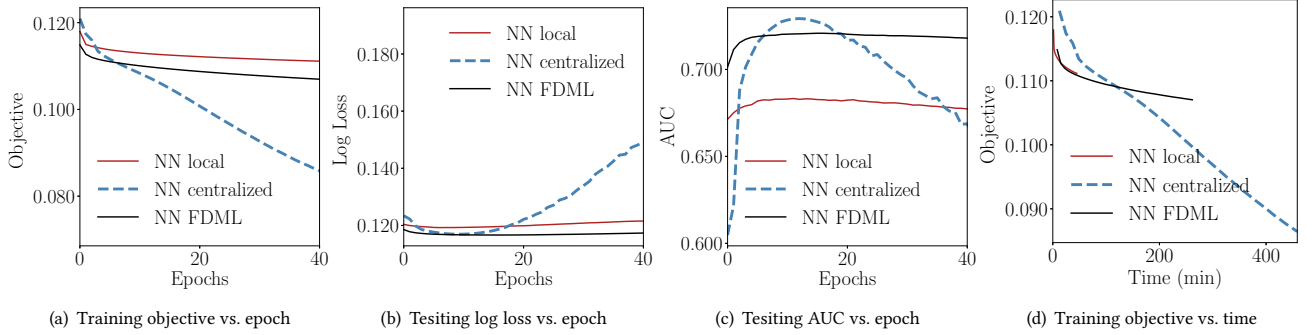 0.120
0.100
0.080
Objective
NN local
NN centralized
NN FDML
0
20
40
Epochs
(a) Training objective vs. epoch
0.180
0.160
0.140
0.120
Log Loss
NN local
NN centralized
NN FDML
0
20
40
Epochs
(b) Tesiting log loss vs. epoch
0.700
0.650
0.600
AUC
NN local
NN centralized
NN FDML
0
20
40
Epochs
(c) Tesiting AUC vs. epoch
0.120
0.110
0.100
0.090
Objective
NN local
NN centralized
NN FDML
0
200
400
Time (min)
(d) Training objective vs. time